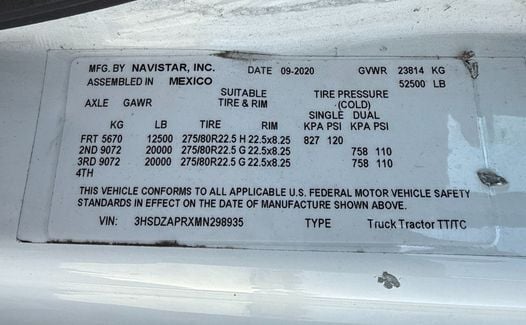 MFG. BY NAVISTAR, INC. DATE 09-2020 GVWR 23814 KG
ASSEMBLED IN MEXICO 52500 LB
SUITABLE TIRE PRESSURE
AXLE GAWR TIRE & RIM (COLD)
SINGLE DUAL
KG LB TIRE RIM KPA PSI KPA PSI
FRT 5670 12500 275/80R22.5 H 22.5x8.25 827 120
2ND 9072 20000 275/80R22.5 G 22.5x8.25 758 110
3RD 9072 20000 275/80R22.5 G 22.5x8.25 758 110
4TH
THIS VEHICLE CONFORMS TO ALL APPLICABLE U.S. FEDERAL MOTOR VEHICLE SAFETY
STANDARDS IN EFFECT ON THE DATE OF MANUFACTURE SHOWN ABOVE.
VIN: 3HSDZAPRXMN298935 TYPE Truck Tractor TT/TC